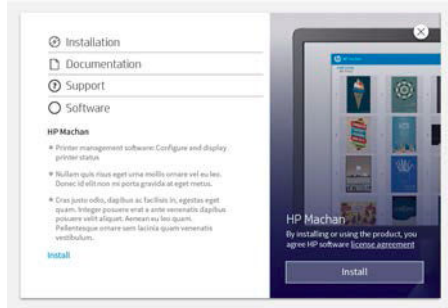 Installation
Documentation
Support
Software
HP Machan
Printer management software: Configure and display
printer status
Nullam quis risus eget urna mollis ornare vel eu leo.
Donec id elit non mi porta gravida at eget metus.
Cras justo odio, dapibus ac facilisis in, egestas eget
quam. Integer posuere erat a ante venenatis dapibus
posuere velit aliquet. Aenean eu leo quam.
Pellentesque ornare sem lacinia quam venenatis
vestibulum.
Install
HP Machan
By installing or using the product, you
agree HP software license agreement
Install